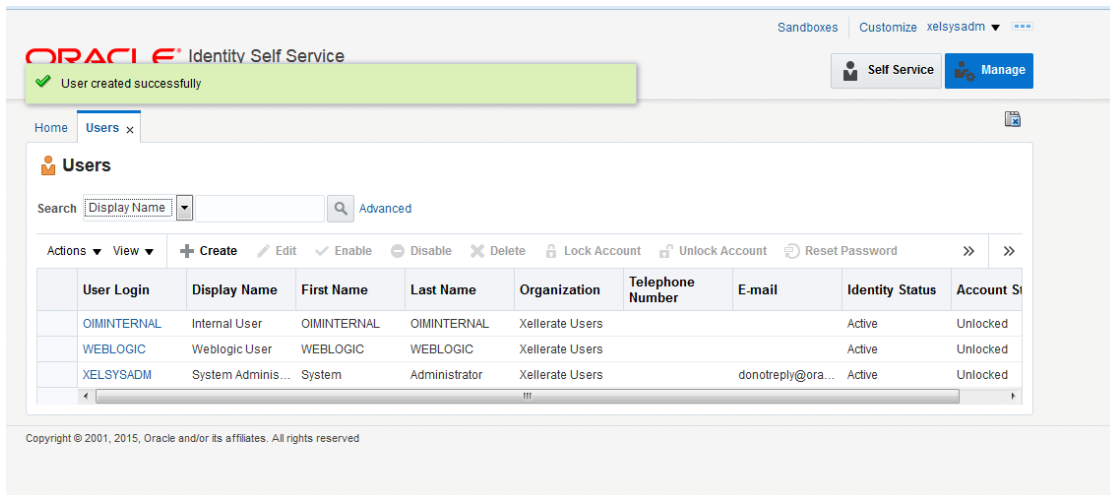 Sandboxes Customize xelsysadm
ORACLE Identity Self Service
User created successfully
Self Service Manage
Home Users x
Users
Search Display Name Advanced
Actions View Create Edit Enable Disable Delete Lock Account Unlock Account Reset Password » »
User Login Display Name First Name Last Name Organization Telephone Number E-mail Identity Status Account
OIMINTERNAL Internal User OIMINTERNAL OIMINTERNAL Xellerate Users Active Unlocked
WEBLOGIC Weblogic User WEBLOGIC WEBLOGIC Xellerate Users Active Unlocked
XELSYSADM System Adminis... System Administrator Xellerate Users donotreply@ora... Active Unlocked
Copyright © 2001, 2015, Oracle and/or its affiliates. All rights reserved